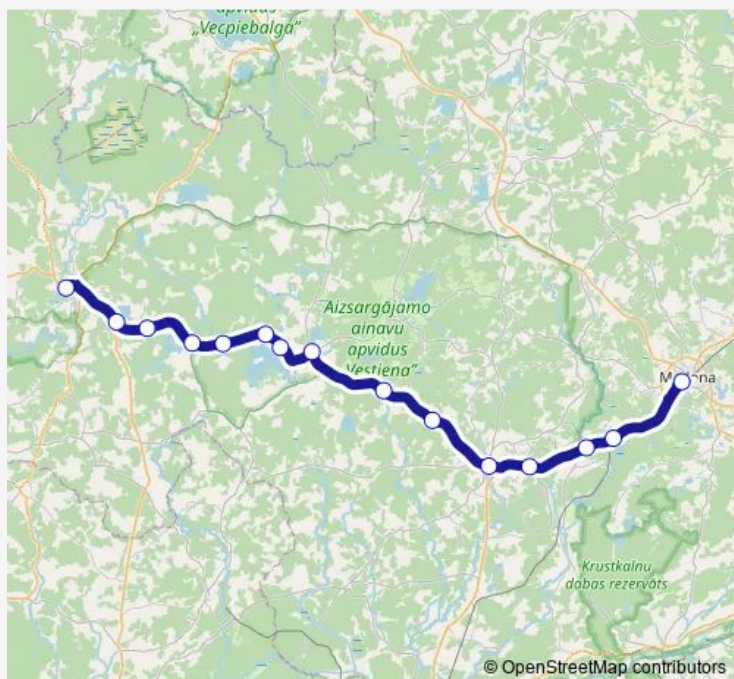 apvidus
„Vecpiebalga”
"Aizsargājamo
ainavu
apvidus
Vestiena”
Krustkalnu
dabas rezervāts
© OpenStreetMap contributors